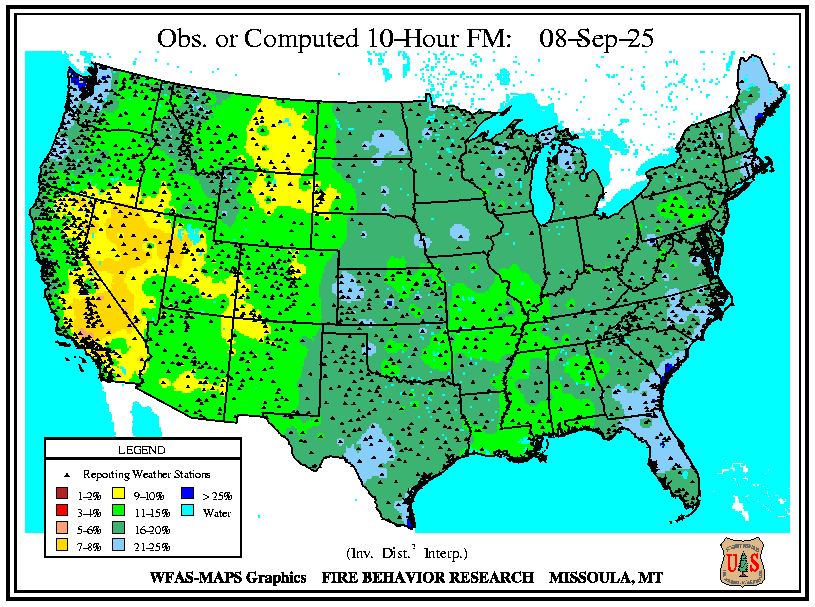 Obs. or Computed 10-Hour FM: 08-Sep-25
LEGEND
Reporting Weather Stations
1-2% 9-10% > 25%
3-4% 11-15% Water
5-6% 16-20%
7-8% 21-25%
(Inv. Dist.² Interp.)
WFAS-MAPS Graphics FIRE BEHAVIOR RESEARCH MISSOULA, MT
U S